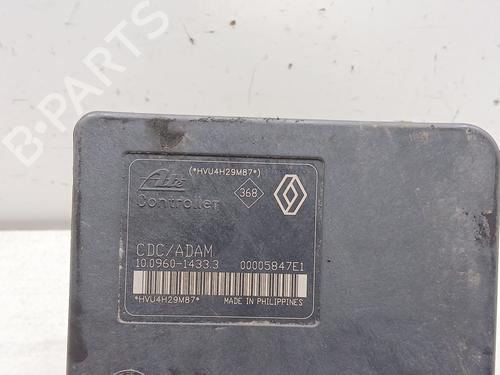 B-PARTS
(*HVU4H29M87*)
Ate
Controller
368
CDC/ADAM
10.0960-1433.3 00005847E1
*HVU4H29M87* MADE IN PHILIPPINES